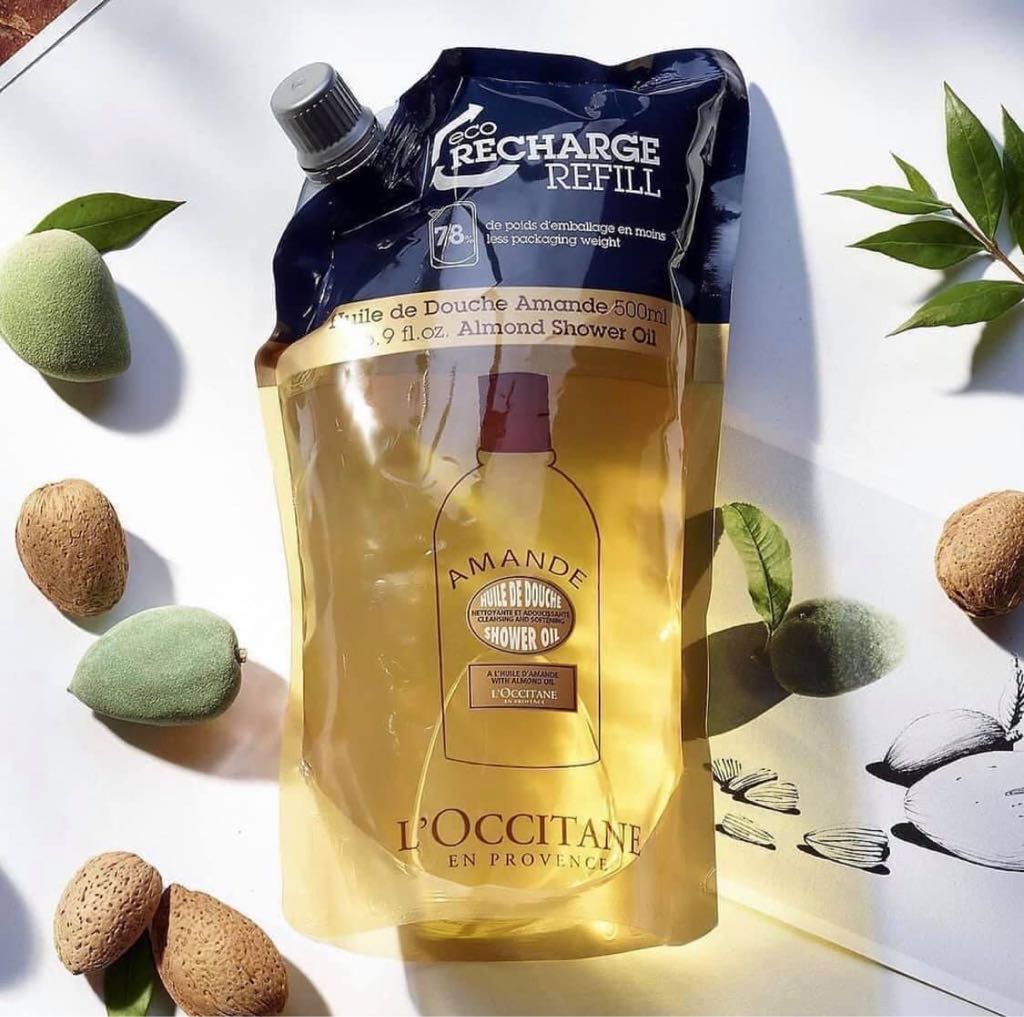 eco
RECHARGE
REFILL
78%
de poids d'emballage en moins
less packaging weight
Huile de Douche Amande 500ml
.9 fl.oz. Almond Shower Oil
AMANDE
HUILE DE DOUCHE
NETTOYANTE ET ADOUCISSANTE
CLEANSING AND SOFTENING
SHOWER OIL
A L'HUILE D'AMANDE
WITH ALMOND OIL
L'OCCITANE
EN PROVENCE
L'OCCITANE
EN PROVENCE